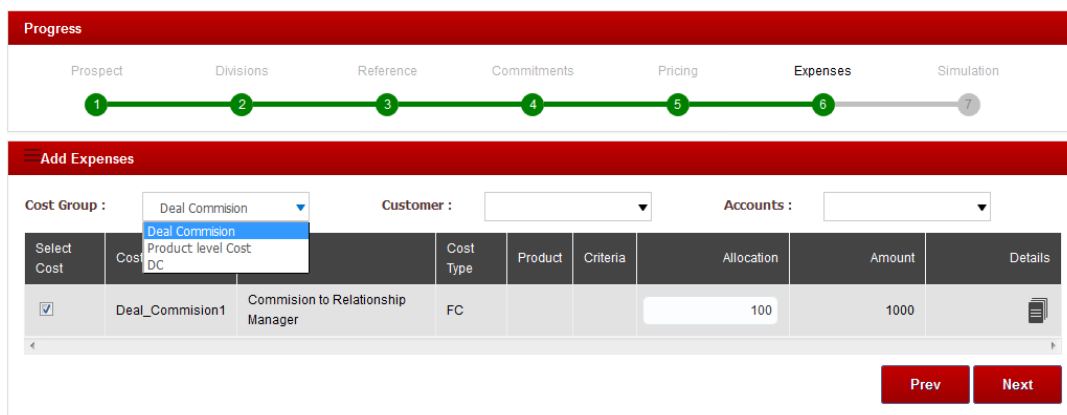 Progress
Prospect Divisions Reference Commitments Pricing Expenses Simulation
1 2 3 4 5 6 7
Add Expenses
Cost Group : Deal Commision Customer : Accounts :
Deal Commision
Product level Cost
DC
Select Cost Cost Type Product Criteria Allocation Amount Details
Deal_Commision1 Commision to Relationship Manager FC 100 1000
Prev Next